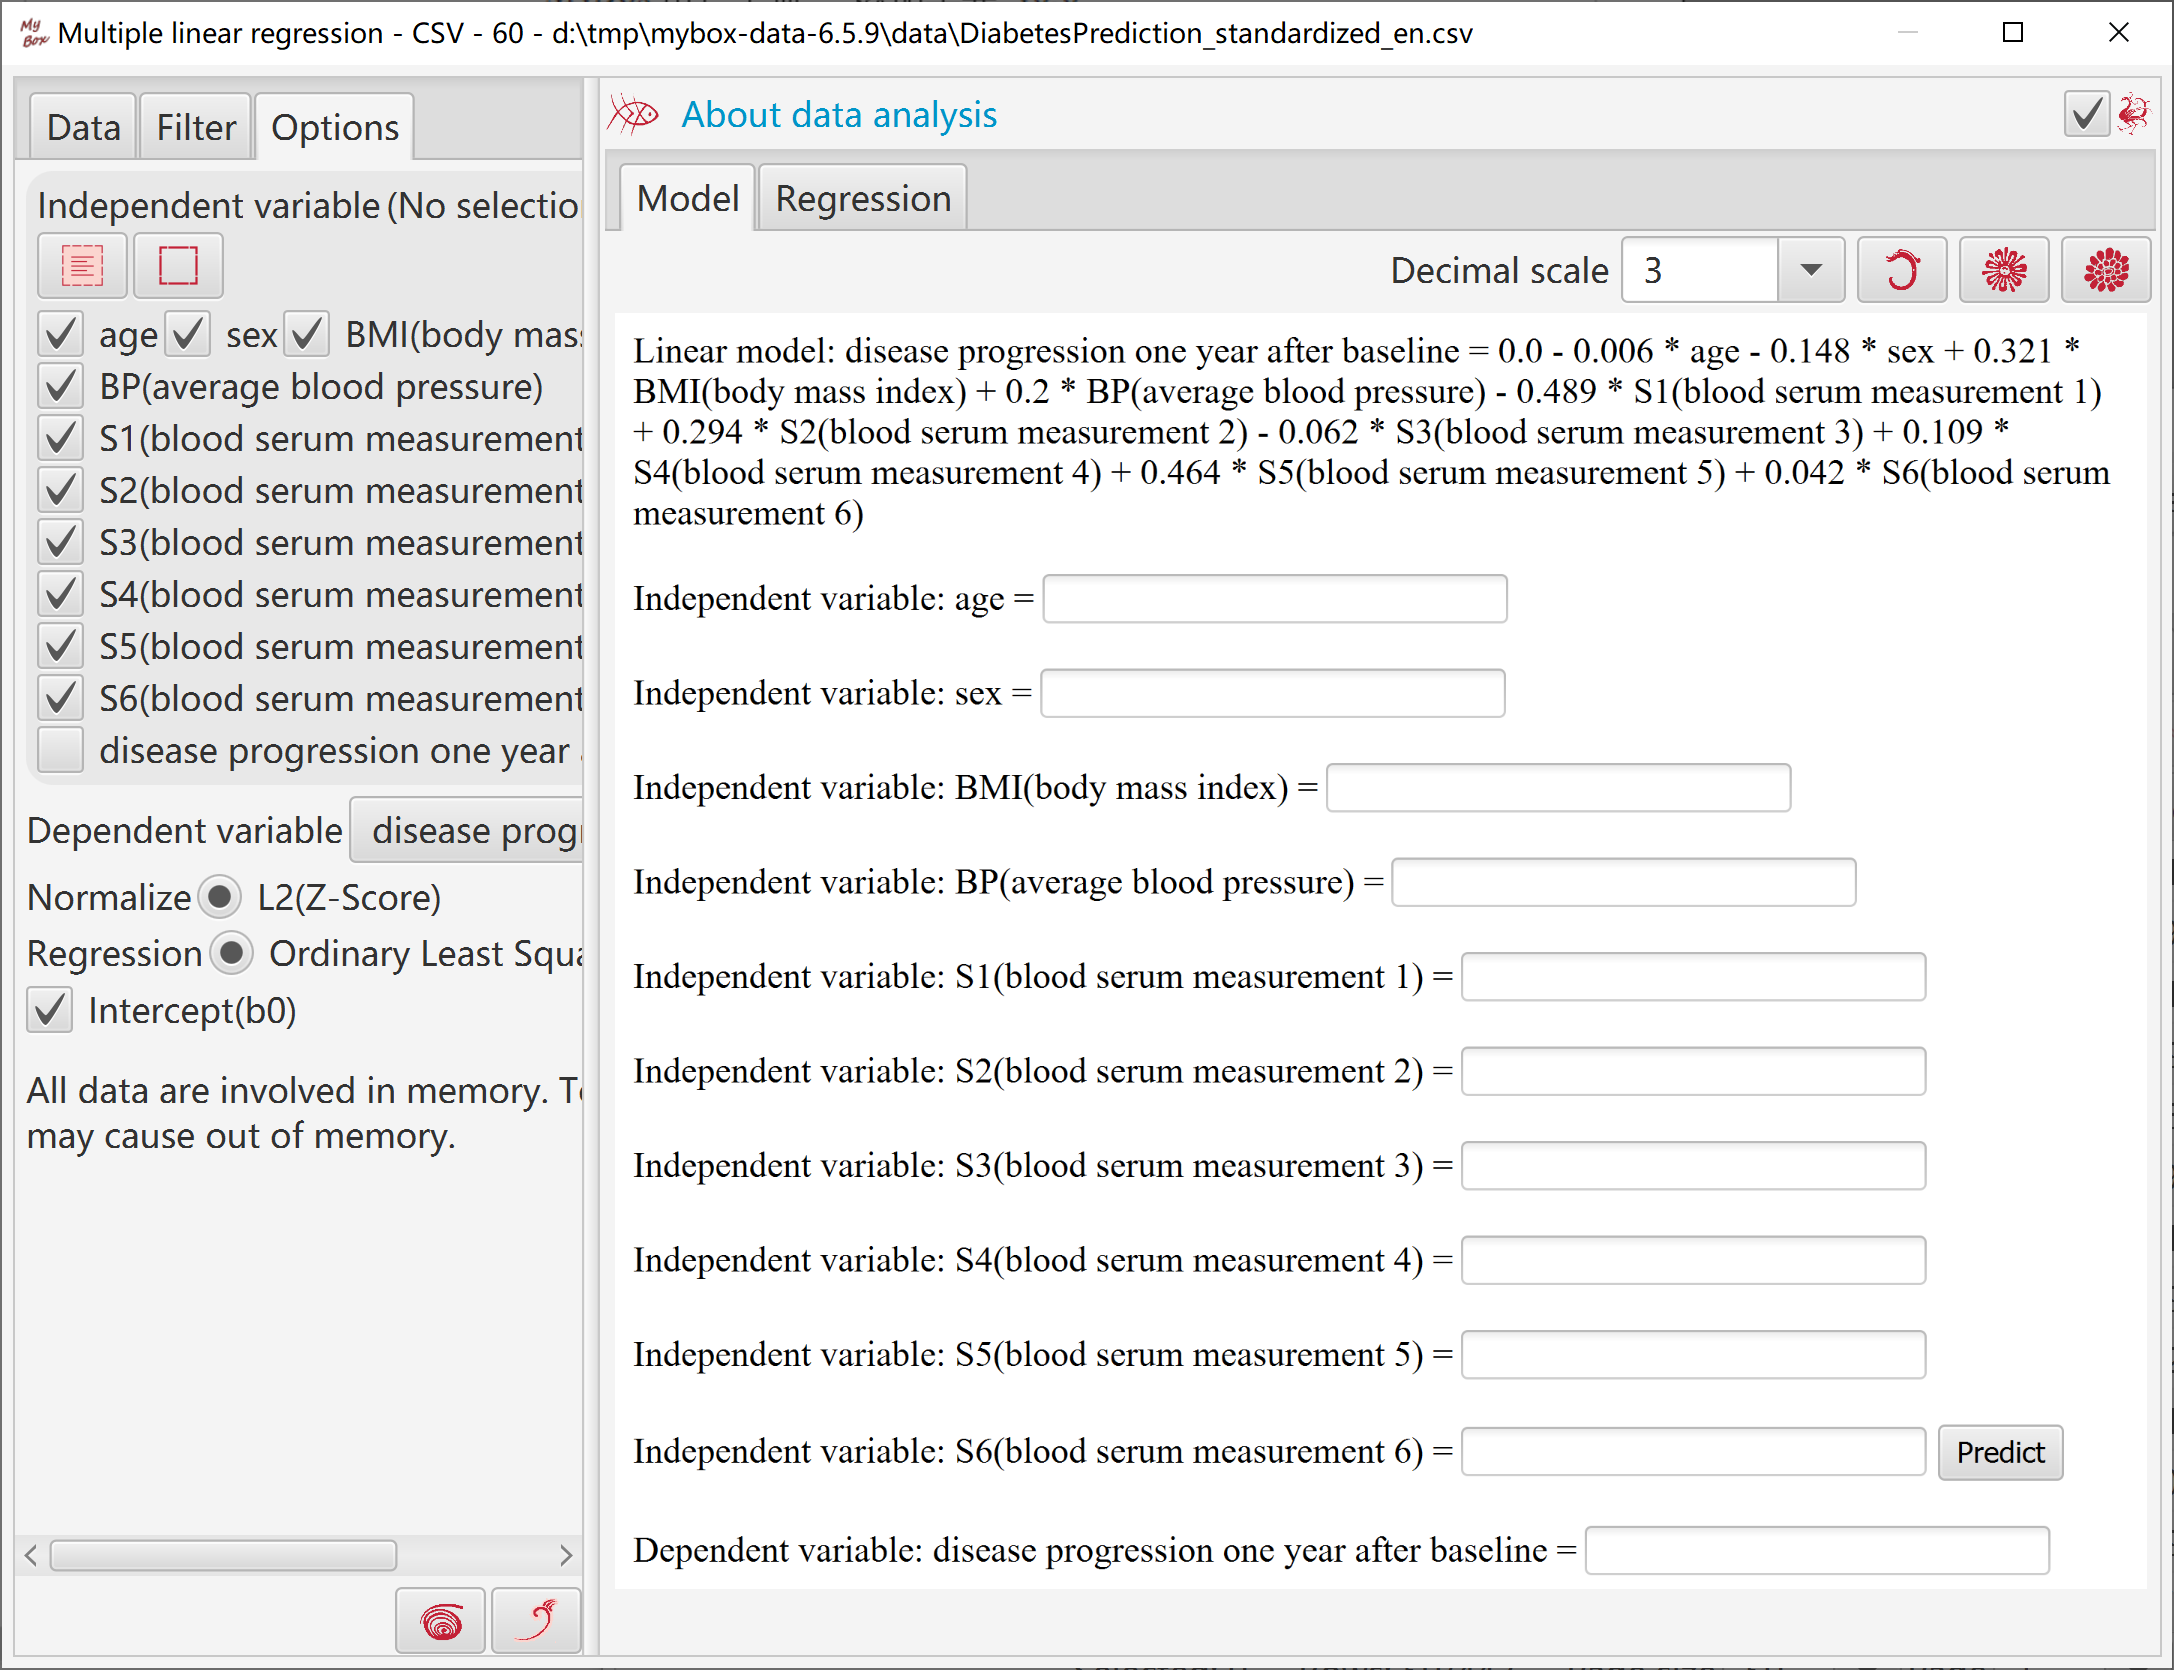 My Box Multiple linear regression - CSV - 60 - d:\tmp\mybox-data-6.5.9\data\DiabetesPrediction_standardized_en.csv
Data Filter Options
Independent variable (No selectio
age sex BMI(body mas
BP(average blood pressure)
S1(blood serum measurement
S2(blood serum measurement
S3(blood serum measurement
S4(blood serum measurement
S5(blood serum measurement
S6(blood serum measurement
disease progression one year
Dependent variable disease prog
Normalize L2(Z-Score)
Regression Ordinary Least Squ
Intercept(b0)
All data are involved in memory. T
may cause out of memory.
About data analysis
Model Regression
Decimal scale 3
Linear model: disease progression one year after baseline = 0.0 - 0.006 * age - 0.148 * sex + 0.321 *
BMI(body mass index) + 0.2 * BP(average blood pressure) - 0.489 * S1(blood serum measurement 1)
+ 0.294 * S2(blood serum measurement 2) - 0.062 * S3(blood serum measurement 3) + 0.109 *
S4(blood serum measurement 4) + 0.464 * S5(blood serum measurement 5) + 0.042 * S6(blood serum
measurement 6)
Independent variable: age =
Independent variable: sex =
Independent variable: BMI(body mass index) =
Independent variable: BP(average blood pressure) =
Independent variable: S1(blood serum measurement 1) =
Independent variable: S2(blood serum measurement 2) =
Independent variable: S3(blood serum measurement 3) =
Independent variable: S4(blood serum measurement 4) =
Independent variable: S5(blood serum measurement 5) =
Independent variable: S6(blood serum measurement 6) = Predict
Dependent variable: disease progression one year after baseline =